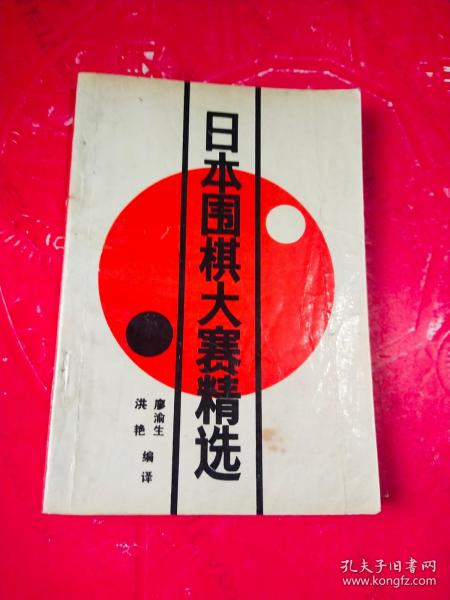 日本围棋大赛精选
廖渝生
洪艳
编译
孔夫子旧书网
www.kongfz.com